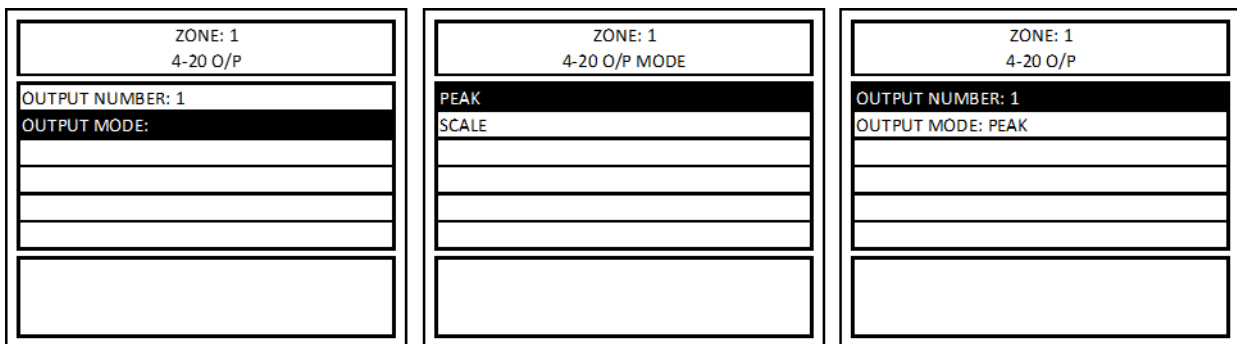 ZONE: 1
4-20 O/P
OUTPUT NUMBER: 1
OUTPUT MODE:
ZONE: 1
4-20 O/P MODE
PEAK
SCALE
ZONE: 1
4-20 O/P
OUTPUT NUMBER: 1
OUTPUT MODE: PEAK